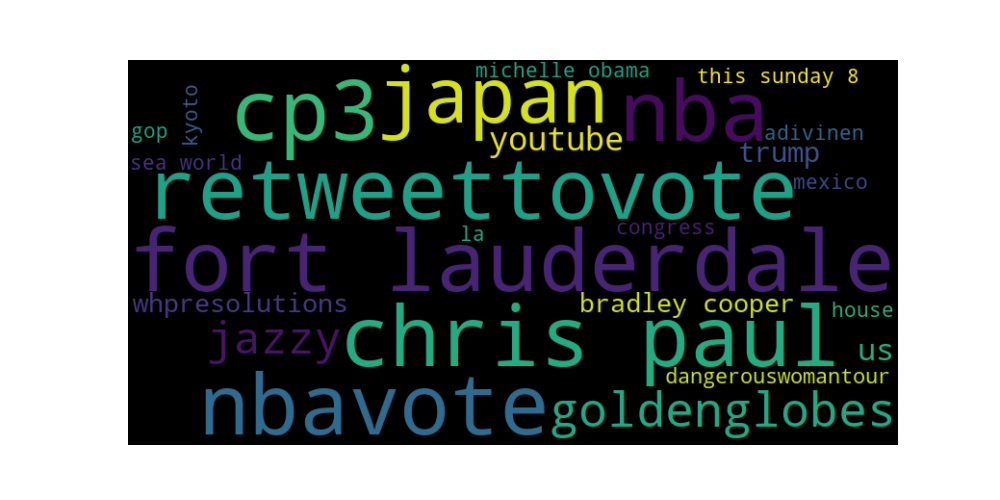 michelle obama
this sunday 8
cp3
japan
nba
kyoto
gop
youtube
adivinen
trump
sea world
retweettovote
mexico
fort lauderdale
la
congress
whpresolutions
bradley cooper
house
jazzy
chris paul
us
dangerouswomantour
nbavote
goldenglobes